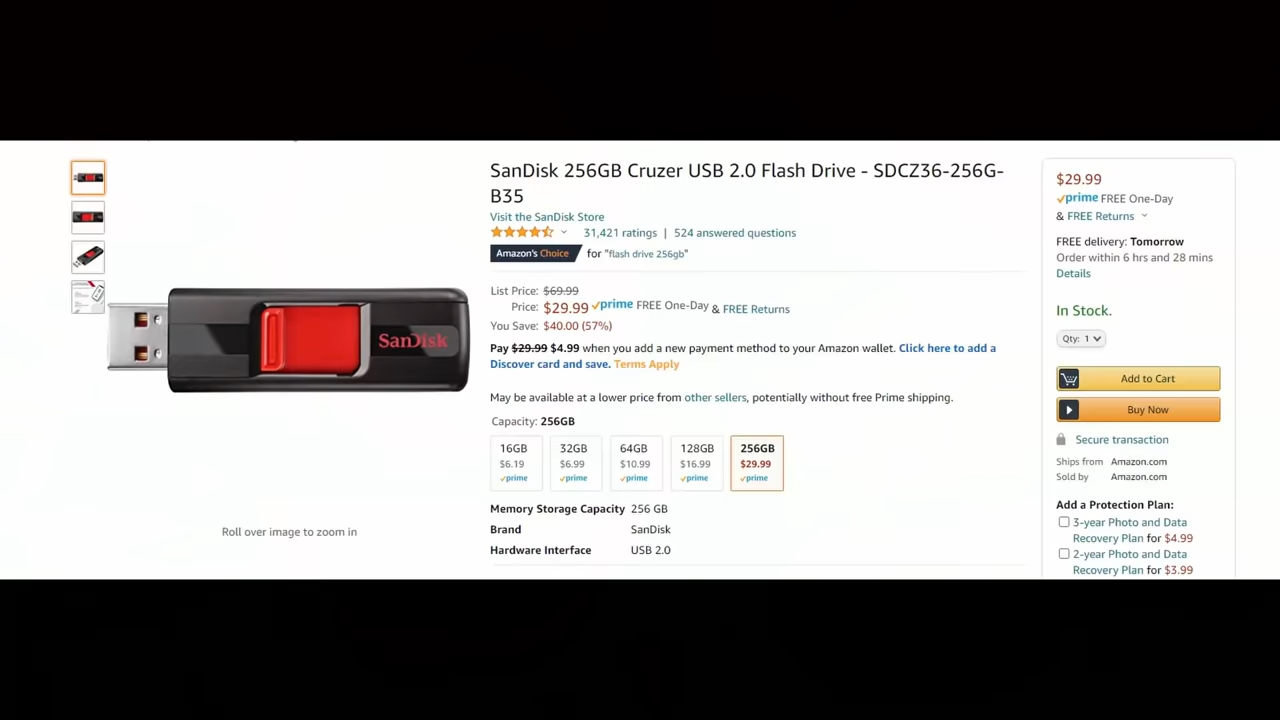 SanDisk
Roll over image to zoom in
SanDisk 256GB Cruzer USB 2.0 Flash Drive - SDCZ36-256G-
B35
Visit the SanDisk Store
31,421 ratings | 524 answered questions
Amazon's Choice for "flash drive 256gb"
List Price: $69.99
Price: $29.99 prime FREE One-Day & FREE Returns
You Save: $40.00 (57%)
Pay $29.99 $4.99 when you add a new payment method to your Amazon wallet. Click here to add a
Discover card and save. Terms Apply
May be available at a lower price from other sellers, potentially without free Prime shipping.
Capacity: 256GB
16GB 32GB 64GB 128GB 256GB
$6.19 $6.99 $10.99 $16.99 $29.99
prime prime prime prime prime
Memory Storage Capacity 256 GB
Brand SanDisk
Hardware Interface USB 2.0
$29.99
prime FREE One-Day
& FREE Returns
FREE delivery: Tomorrow
Order within 6 hrs and 28 mins
Details
In Stock.
Qty: 1
Add to Cart
Buy Now
Secure transaction
Ships from Amazon.com
Sold by Amazon.com
Add a Protection Plan:
3-year Photo and Data
Recovery Plan for $4.99
2-year Photo and Data
Recovery Plan for $3.99